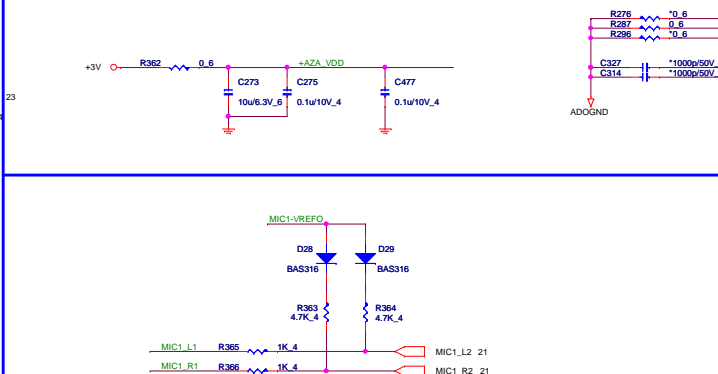 R276 *0_6
R287 0_6
R296 *0_6
+3V R362 0_6 +AZA_VDD
C327 *1000p/50V
C314 *1000p/50V
C273 C275 C477
10u/6.3V_6 0.1u/10V_4 0.1u/10V_4
23
ADOGND
MIC1-VREFO
D28 D29
BAS316 BAS316
R363 R364
4.7K_4 4.7K_4
MIC1_L1 R365 1K_4 MIC1_L2 21
MIC1_R1 R366 1K_4 MIC1_R2 21